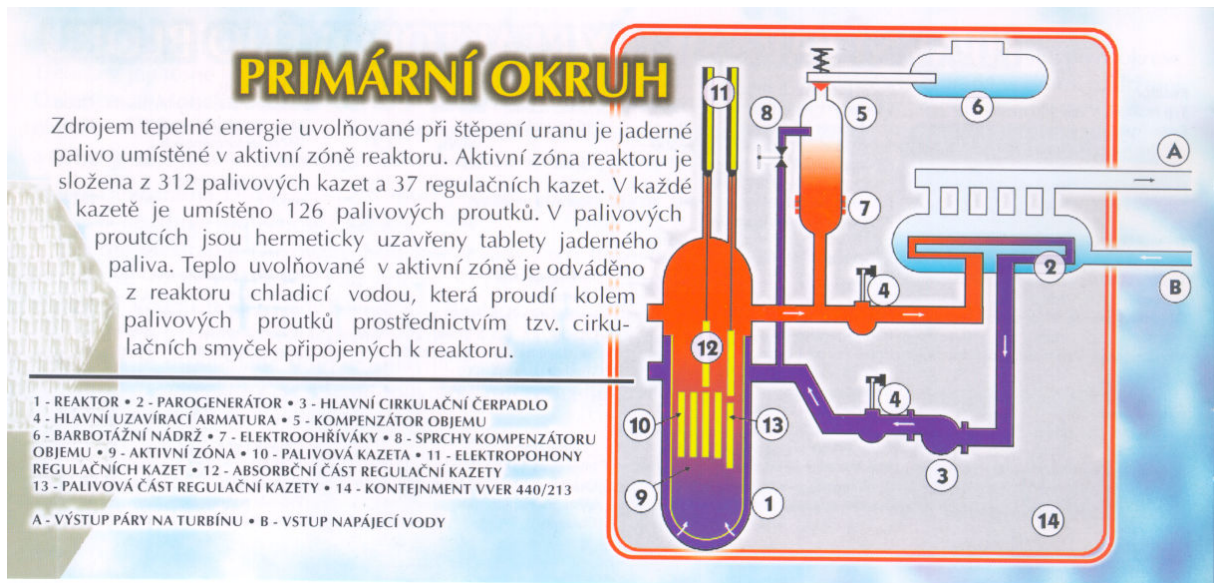 PRIMÁRNÍ OKRUH
Zdrojem tepelné energie uvolňované při štěpení uranu je jaderné
palivo umístěné v aktivní zóně reaktoru. Aktivní zóna reaktoru je
složena z 312 palivových kazet a 37 regulačních kazet. V každé
kazetě je umístěno 126 palivových proutků. V palivových
proutcích jsou hermeticky uzavřeny tablety jaderného
paliva. Teplo uvolňované v aktivní zóně je odváděno
z reaktoru chladicí vodou, která proudí kolem
palivových proutků prostřednictvím tzv. cirku-
lačních smyček připojených k reaktoru.
1 - REAKTOR • 2 - PAROGENERÁTOR • 3 - HLAVNÍ CIRKULAČNÍ ČERPADLO
4 - HLAVNÍ UZAVÍRACÍ ARMATURA • 5 - KOMPENZÁTOR OBJEMU
6 - BARBOTÁŽNÍ NÁDRŽ • 7 - ELEKTROOHŘÍVÁKY • 8 - SPRCHY KOMPENZÁTORU
OBJEMU • 9 - AKTIVNÍ ZÓNA • 10 - PALIVOVÁ KAZETA • 11 - ELEKTROPOHONY
REGULAČNÍCH KAZET • 12 - ABSORBČNÍ ČÁST REGULAČNÍ KAZETY
13 - PALIVOVÁ ČÁST REGULAČNÍ KAZETY • 14 - KONTEJNMENT VVER 440/213
A - VÝSTUP PÁRY NA TURBÍNU • B - VSTUP NAPÁJECÍ VODY
11
8
5
6
A
7
2
4
B
12
10
13
4
9
1
3
14